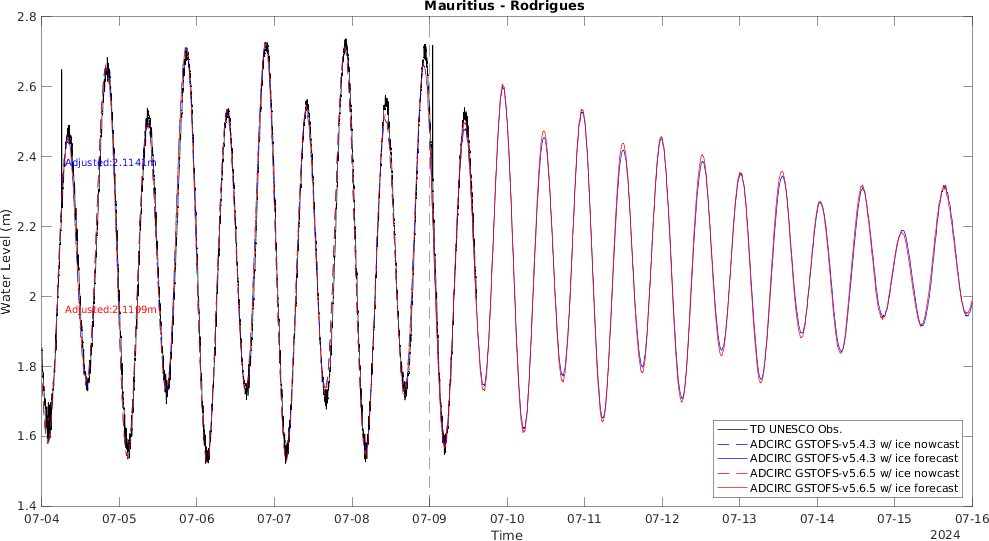 Mauritius - Rodrigues
2.8
2.6
2.4
2.2
2
1.8
1.6
1.4
Water Level (m)
Adjusted:2.1141m
Adjusted:2.1199m
TD UNESCO Obs.
ADCIRC GSTOFS-v5.4.3 w/ ice nowcast
ADCIRC GSTOFS-v5.4.3 w/ ice forecast
ADCIRC GSTOFS-v5.6.5 w/ ice nowcast
ADCIRC GSTOFS-v5.6.5 w/ ice forecast
07-04 07-05 07-06 07-07 07-08 07-09 07-10 07-11 07-12 07-13 07-14 07-15 07-16
Time
2024